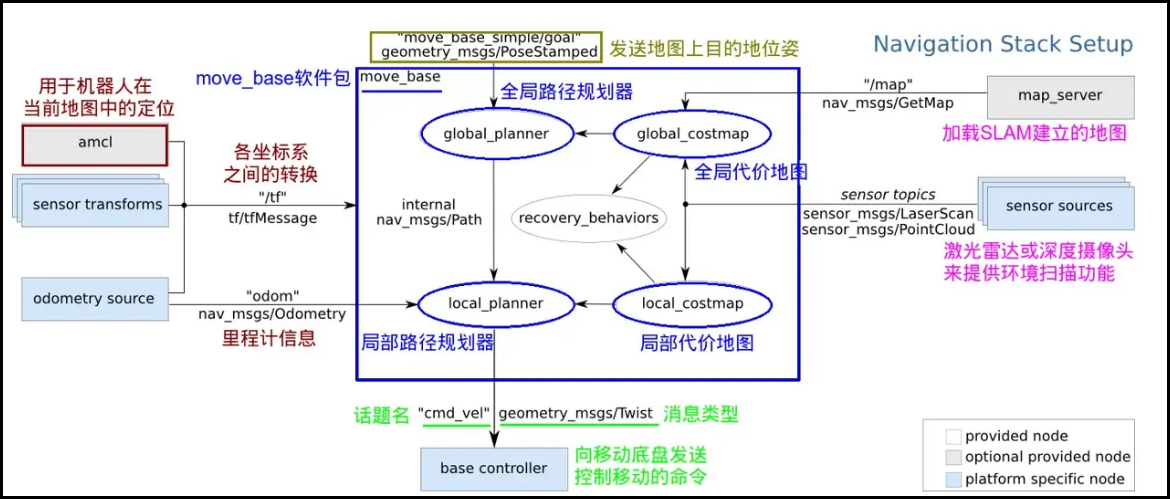 "move_base_simple/goal"
geometry_msgs/PoseStamped
发送地图上目的地位姿
Navigation Stack Setup
用于机器人在
当前地图中的定位
amcl
sensor transforms
odometry source
各坐标系
之间的转换
"/tf"
tf/tfMessage
"odom"
nav_msgs/Odometry
里程计信息
move_base软件包
move_base
全局路径规划器
global_planner
global_costmap
全局代价地图
internal
nav_msgs/Path
recovery_behaviors
local_planner
局部路径规划器
local_costmap
局部代价地图
"/map"
nav_msgs/GetMap
map_server
加载SLAM建立的地图
sensor topics
sensor_msgs/LaserScan
sensor_msgs/PointCloud
sensor sources
激光雷达或深度摄像头
来提供环境扫描功能
话题名 "cmd_vel" geometry_msgs/Twist 消息类型
base controller
向移动底盘发送
控制移动的命令
provided node
optional provided node
platform specific node